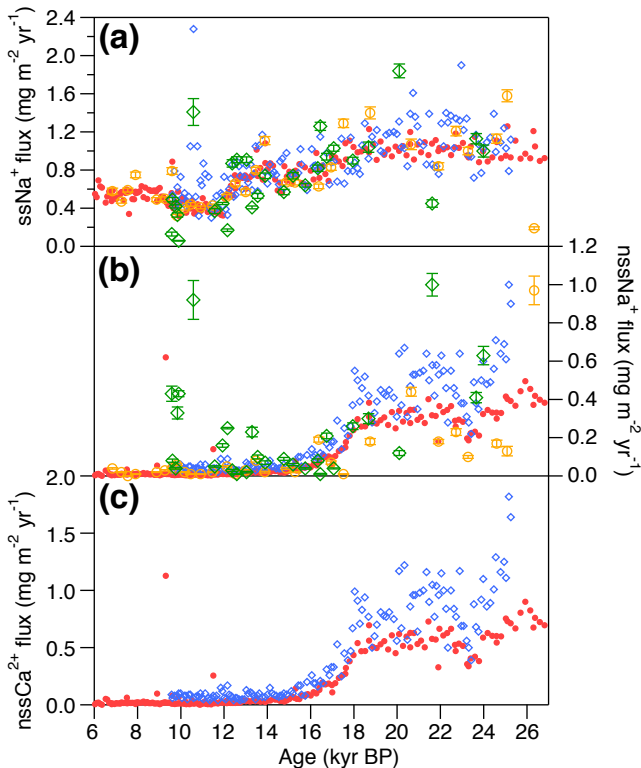 (a)
ssNa⁺ flux (mg m⁻² yr⁻¹)
2.4
2.0
1.6
1.2
0.8
0.4
0.0
(b)
nssNa⁺ flux (mg m⁻² yr⁻¹)
1.2
1.0
0.8
0.6
0.4
0.2
0.0
(c)
nssCa²⁺ flux (mg m⁻² yr⁻¹)
2.0
1.5
1.0
0.5
0.0
6 8 10 12 14 16 18 20 22 24 26
Age (kyr BP)